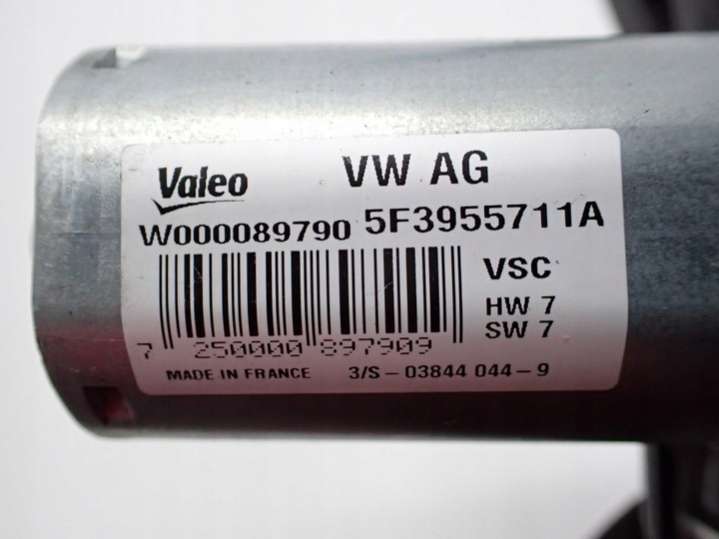 Valeo VW AG
W000089790 5F3955711A
VSC
HW 7
SW 7
7 250000 897909
MADE IN FRANCE 3/S-03844 044-9